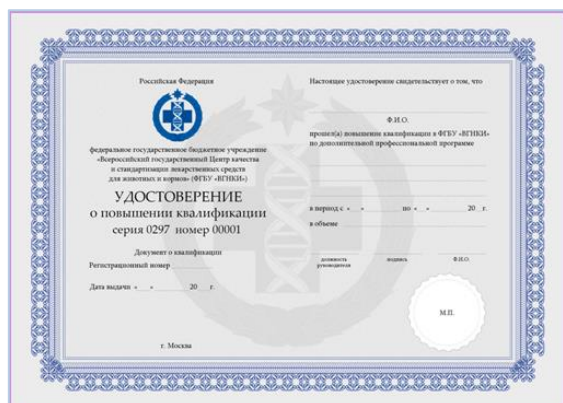 Российская Федерация
федеральное государственное бюджетное учреждение
«Всероссийский государственный Центр качества
и стандартизации лекарственных средств
для животных и кормов» (ФГБУ «ВГНКИ»)
УДОСТОВЕРЕНИЕ
о повышении квалификации
серия 0297 номер 00001
Документ о квалификации
Регистрационный номер
Дата выдачи « » 20 г.
г. Москва
Настоящее удостоверение свидетельствует о том, что
Ф.И.О.
прошел(а) повышение квалификации в ФГБУ «ВГНКИ»
по дополнительной профессиональной программе
в период с « » по « » 20 г.
в объеме
должность подпись Ф.И.О.
руководителя
М.П.